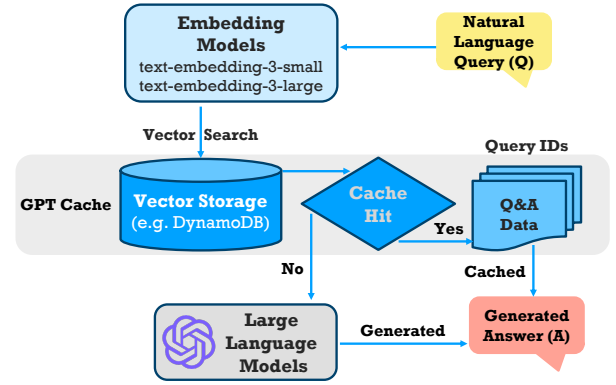 Embedding
Models
text-embedding-3-small
text-embedding-3-large
Natural
Language
Query (Q)
Vector Search
Query IDs
GPT Cache
Vector Storage
(e.g. DynamoDB)
Cache
Hit
Q&A
Data
Yes
No
Cached
Large
Language
Models
Generated
Generated
Answer (A)